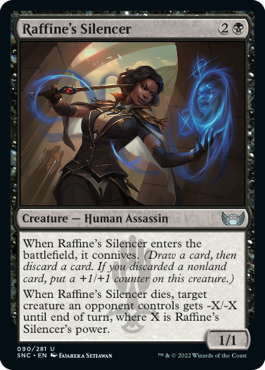 Raffine's Silencer 2
Creature — Human Assassin
When Raffine's Silencer enters the
battlefield, it connives. (Draw a card, then
discard a card. If you discarded a nonland
card, put a +1/+1 counter on this creature.)
When Raffine's Silencer dies, target
creature an opponent controls gets -X/-X
until end of turn, where X is Raffine's
Silencer's power.
1/1
090/281 U
SNC • EN Fajareka Setiawan
™ & © 2022 Wizards of the Coast